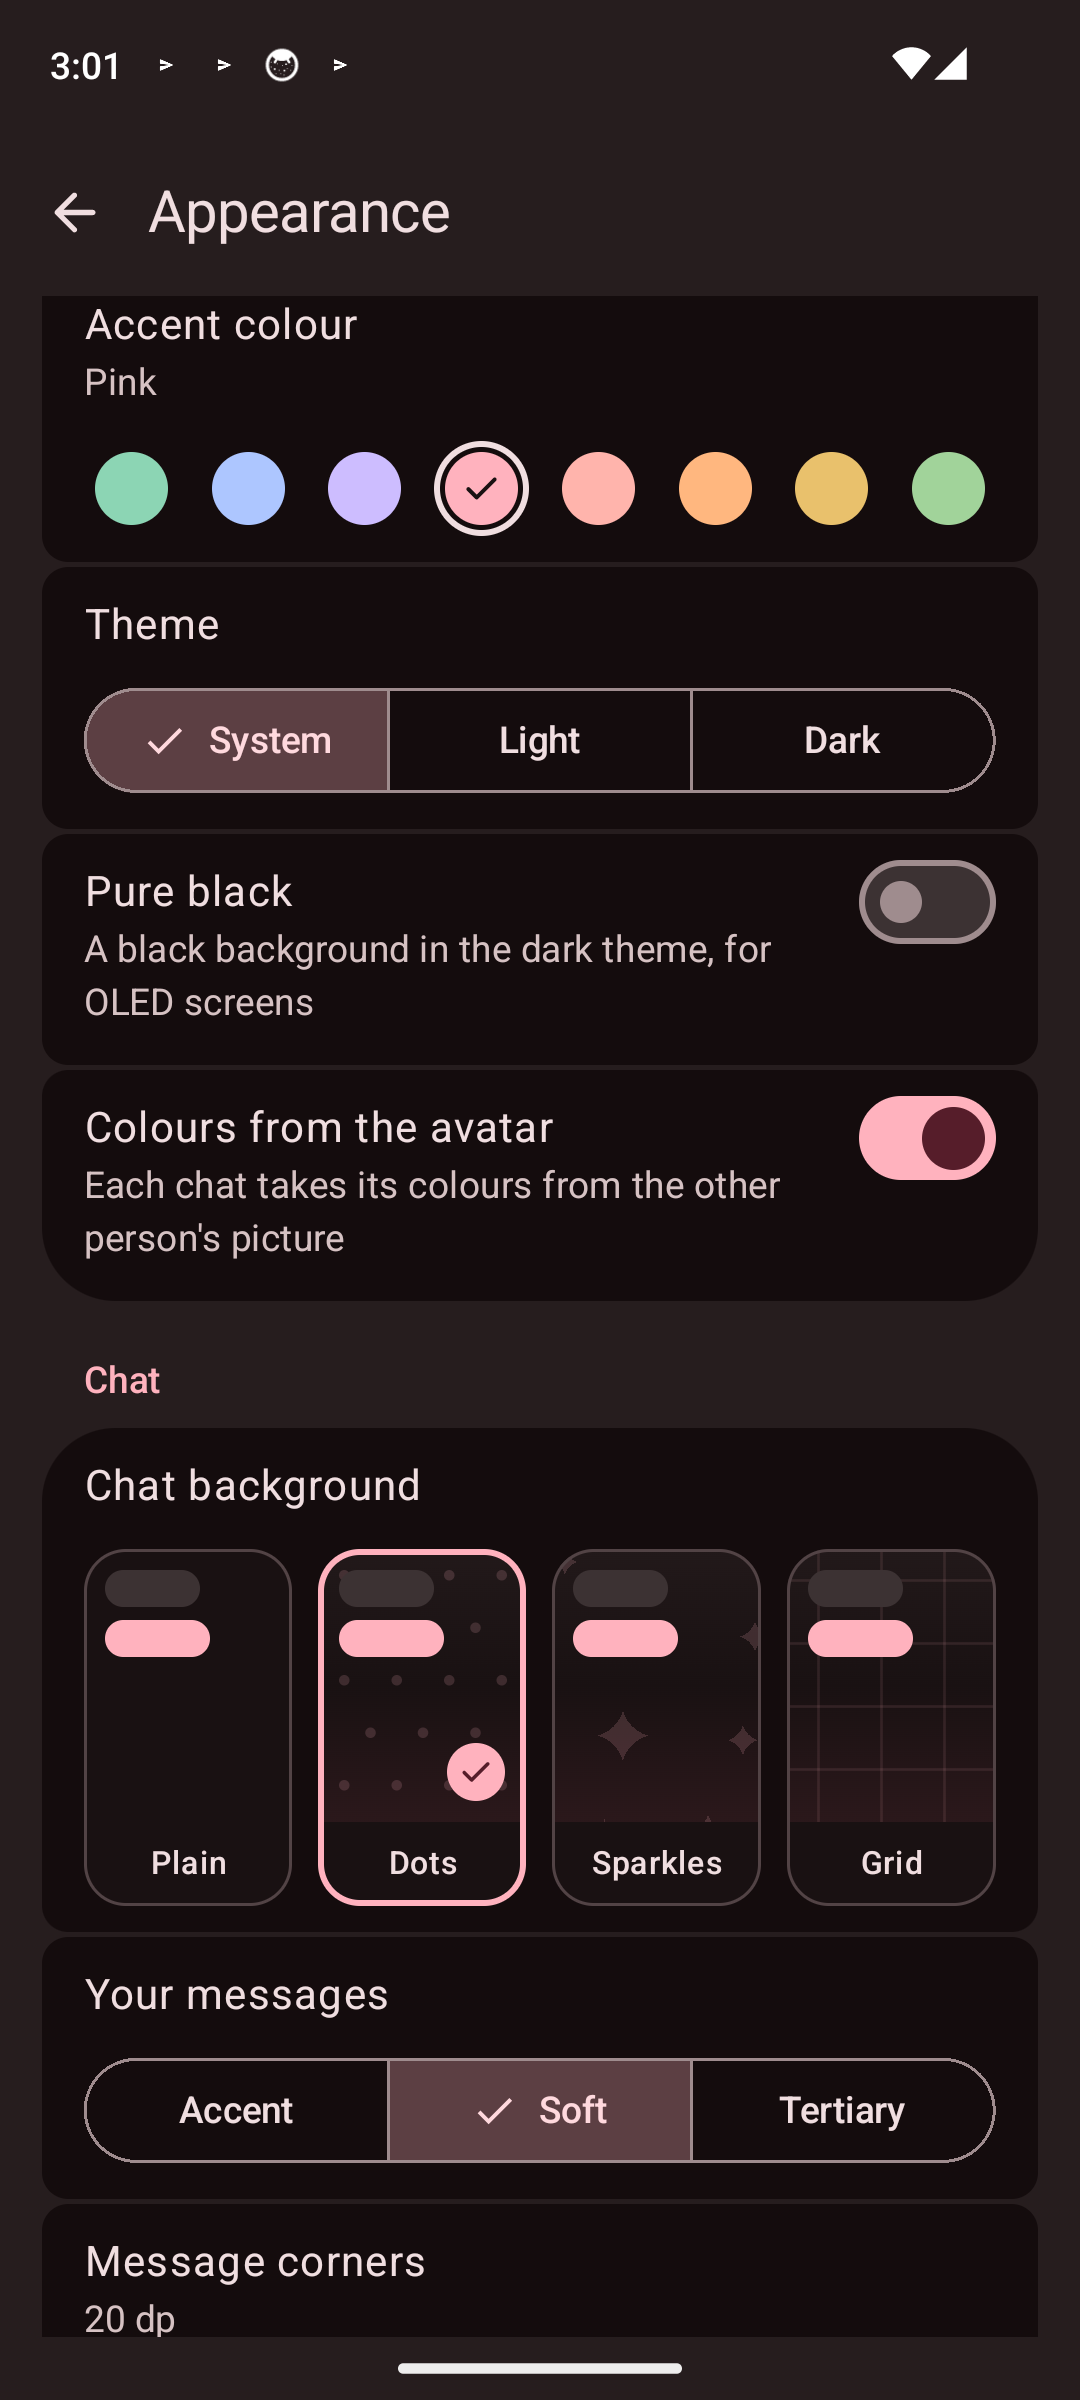 3:01
Appearance
Accent colour
Pink
Theme
System
Light
Dark
Pure black
A black background in the dark theme, for
OLED screens
Colours from the avatar
Each chat takes its colours from the other
person's picture
Chat
Chat background
Plain
Dots
Sparkles
Grid
Your messages
Accent
Soft
Tertiary
Message corners
20 dp